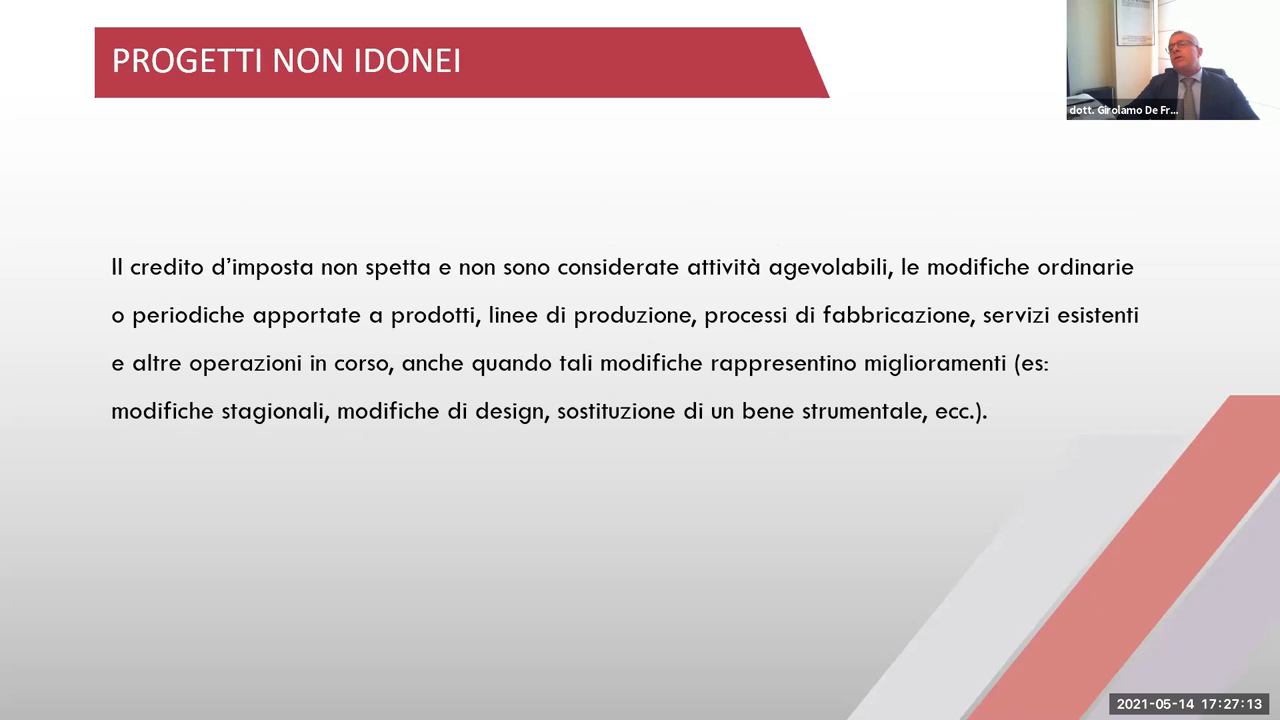 PROGETTI NON IDONEI
dott. Girolamo De Fr...
Il credito d’imposta non spetta e non sono considerate attività agevolabili, le modifiche ordinarie
o periodiche apportate a prodotti, linee di produzione, processi di fabbricazione, servizi esistenti
e altre operazioni in corso, anche quando tali modifiche rappresentino miglioramenti (es:
modifiche stagionali, modifiche di design, sostituzione di un bene strumentale, ecc.).
2021-05-14 17:27:13